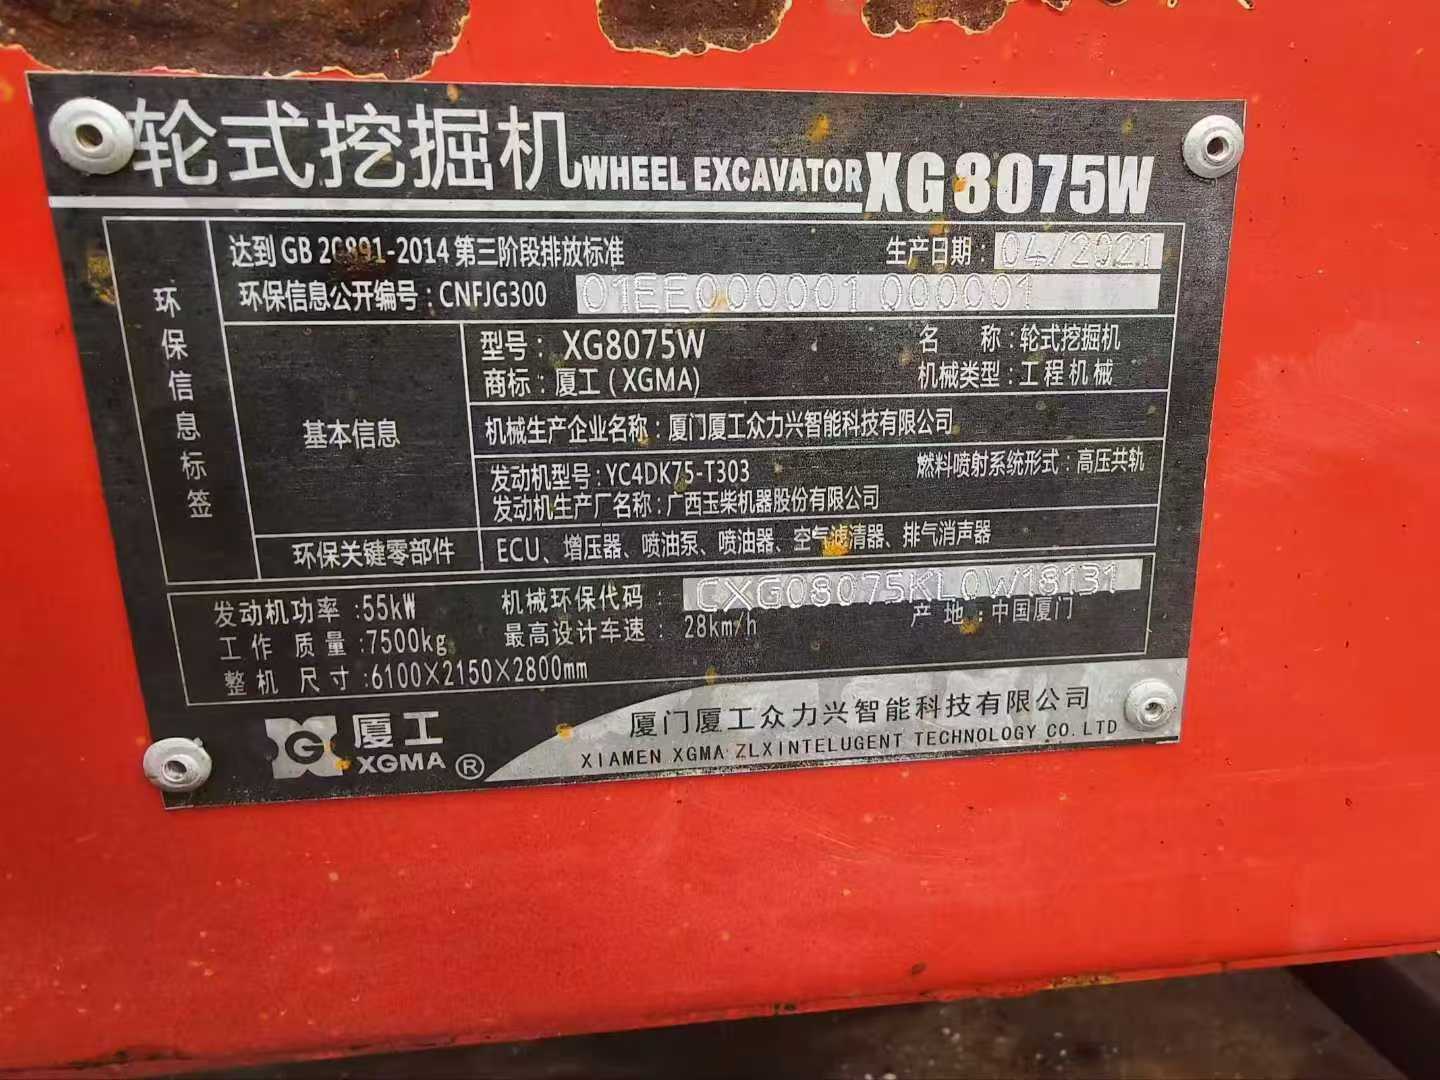 轮式挖掘机WHEEL EXCAVATOR XG8075W
环保信息标签
达到 GB 20891-2014 第三阶段排放标准 生产日期：04/2021
环保信息公开编号：CNFJG300 01EE000001 000001
基本信息
型号：XG8075W 名 称：轮式挖掘机
商标：厦工(XGMA) 机械类型：工程机械
机械生产企业名称：厦门厦工众力兴智能科技有限公司
发动机型号：YC4DK75-T303 燃料喷射系统形式：高压共轨
发动机生产厂名称：广西玉柴机器股份有限公司
环保关键零部件 ECU、增压器、喷油泵、喷油器、空气滤清器、排气消声器
发动机功率：55kW 机械环保代码：CXG08075KL0W18131
工作 质量：7500kg 最高设计车速：28km/h 产 地：中国厦门
整机 尺寸：6100X2150X2800mm
厦工
XGMA ®
厦门厦工众力兴智能科技有限公司
XIAMEN XGMA ZLXINTELUGENT TECHNOLOGY CO.LTD